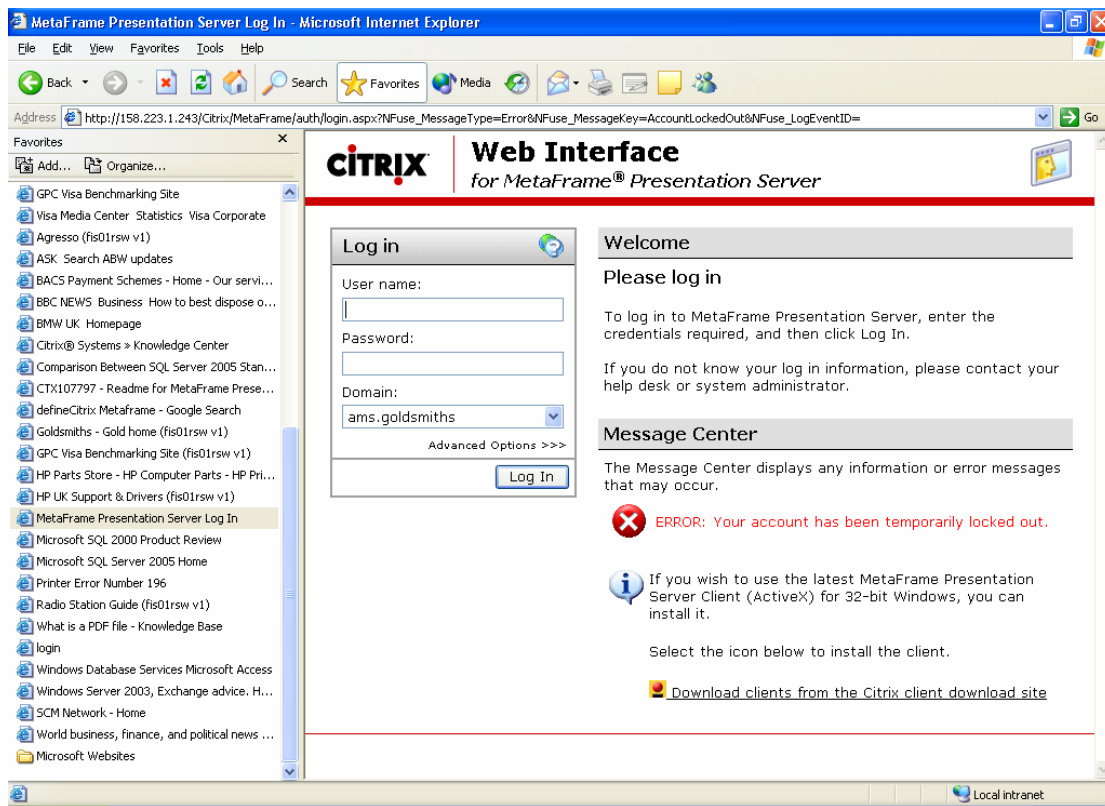 MetaFrame Presentation Server Log In - Microsoft Internet Explorer
File Edit View Favorites Tools Help
Back Search Favorites Media
Address http://158.223.1.243/Citrix/MetaFrame/auth/login.aspx?NFuse_MessageType=Error&NFuse_MessageKey=AccountLockedOut&NFuse_LogEventID= Go
Favorites
Add... Organize...
GPC Visa Benchmarking Site
Visa Media Center Statistics Visa Corporate
Agresso (fis01rsw v1)
ASK Search ABW updates
BACS Payment Schemes - Home - Our servi...
BBC NEWS Business How to best dispose o...
BMW UK Homepage
Citrix® Systems » Knowledge Center
Comparison Between SQL Server 2005 Stan...
CTX107797 - Readme for MetaFrame Prese...
defineCitrix Metaframe - Google Search
Goldsmiths - Gold home (fis01rsw v1)
GPC Visa Benchmarking Site (fis01rsw v1)
HP Parts Store - HP Computer Parts - HP Pri...
HP UK Support & Drivers (fis01rsw v1)
MetaFrame Presentation Server Log In
Microsoft SQL 2000 Product Review
Microsoft SQL Server 2005 Home
Printer Error Number 196
Radio Station Guide (fis01rsw v1)
What is a PDF file - Knowledge Base
login
Windows Database Services Microsoft Access
Windows Server 2003, Exchange advice. H...
SCM Network - Home
World business, finance, and political news ...
Microsoft Websites
CITRIX
Web Interface
for MetaFrame® Presentation Server
Log in
User name:
Password:
Domain:
ams.goldsmiths
Advanced Options >>>
Log In
Welcome
Please log in
To log in to MetaFrame Presentation Server, enter the
credentials required, and then click Log In.
If you do not know your log in information, please contact your
help desk or system administrator.
Message Center
The Message Center displays any information or error messages
that may occur.
ERROR: Your account has been temporarily locked out.
If you wish to use the latest MetaFrame Presentation
Server Client (ActiveX) for 32-bit Windows, you can
install it.
Select the icon below to install the client.
Download clients from the Citrix client download site
Local intranet